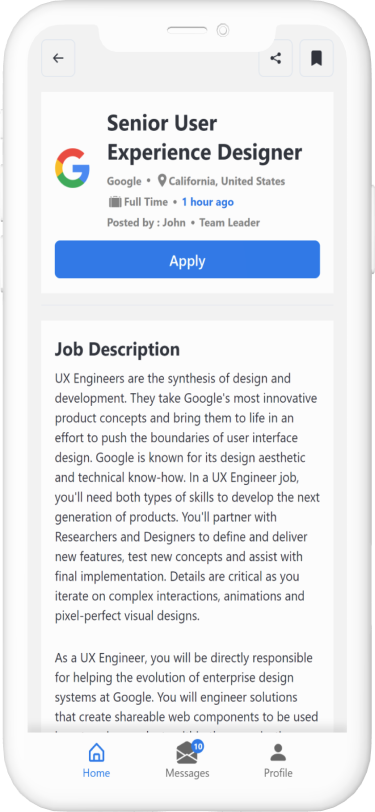 Senior User
Experience Designer
Google • California, United States
Full Time • 1 hour ago
Posted by : John • Team Leader
Apply
Job Description
UX Engineers are the synthesis of design and
development. They take Google's most innovative
product concepts and bring them to life in an
effort to push the boundaries of user interface
design. Google is known for its design aesthetic
and technical know-how. In a UX Engineer job,
you'll need both types of skills to develop the next
generation of products. You'll partner with
Researchers and Designers to define and deliver
new features, test new concepts and assist with
final implementation. Details are critical as you
iterate on complex interactions, animations and
pixel-perfect visual designs.
As a UX Engineer, you will be directly responsible
for helping the evolution of enterprise design
systems at Google. You will engineer solutions
that create shareable web components to be used
10
Home Messages Profile